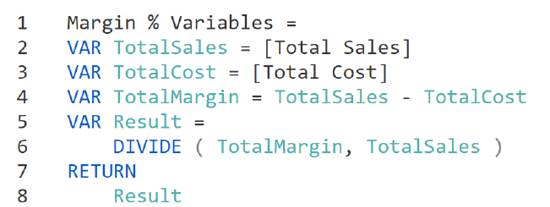 1 Margin % Variables =
2 VAR TotalSales = [Total Sales]
3 VAR TotalCost = [Total Cost]
4 VAR TotalMargin = TotalSales - TotalCost
5 VAR Result =
6     DIVIDE ( TotalMargin, TotalSales )
7 RETURN
8     Result